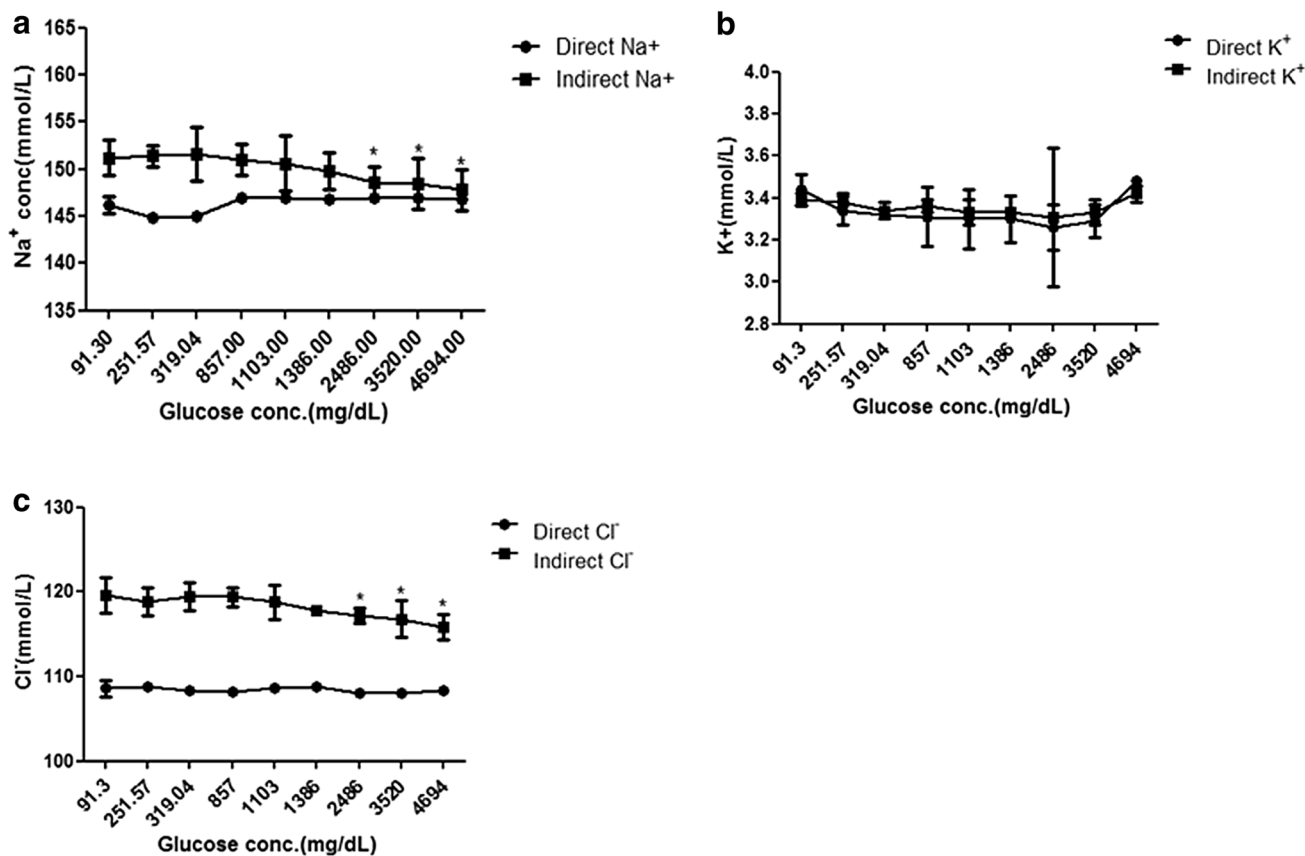 a
165
160
155
150
145
140
135
Na+ conc(mmol/L)
Direct Na+
Indirect Na+
* * *
91.30
251.57
319.04
857.00
1103.00
1386.00
2486.00
3520.00
4694.00
Glucose conc.(mg/dL)
b
4.0
3.8
3.6
3.4
3.2
3.0
2.8
K+(mmol/L)
Direct K+
Indirect K+
91.3
251.57
319.04
857
1103
1386
2486
3520
4694
Glucose conc.(mg/dL)
c
130
120
110
100
Cl-(mmol/L)
Direct Cl-
Indirect Cl-
* * *
91.3
251.57
319.04
857
1103
1386
2486
3520
4694
Glucose conc.(mg/dL)